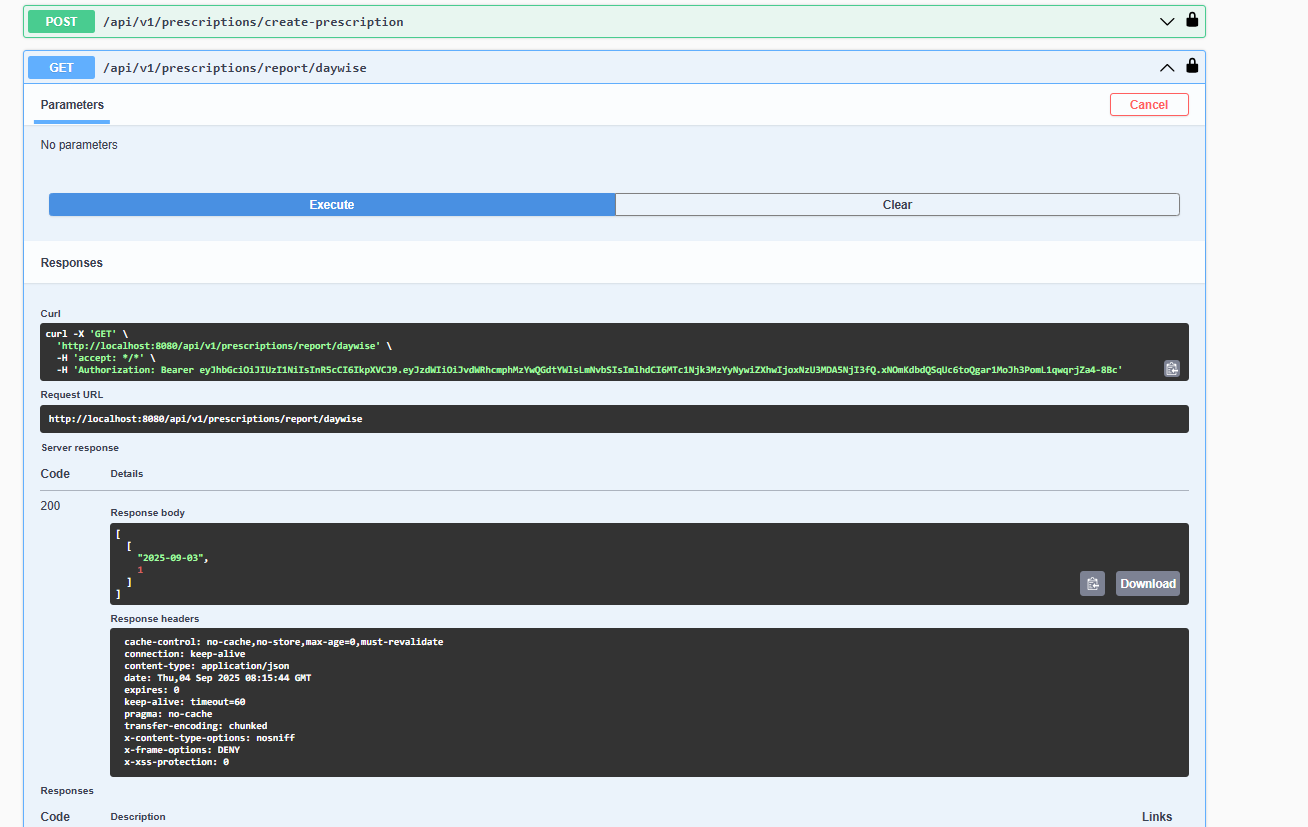 POST /api/v1/prescriptions/create-prescription
GET /api/v1/prescriptions/report/daywise
Parameters
Cancel
No parameters
Execute
Clear
Responses
Curl
curl -X 'GET' \
'http://localhost:8080/api/v1/prescriptions/report/daywise' \
-H 'accept: */*' \
-H 'Authorization: Bearer
Request URL
http://localhost:8080/api/v1/prescriptions/report/daywise
Server response
Code Details
200
Response body
[
[
"2025-09-03",
1
]
]
Download
Response headers
cache-control: no-cache,no-store,max-age=0,must-revalidate
connection: keep-alive
content-type: application/json
date: Thu,04 Sep 2025 08:15:44 GMT
expires: 0
keep-alive: timeout=60
pragma: no-cache
transfer-encoding: chunked
x-content-type-options: nosniff
x-frame-options: DENY
x-xss-protection: 0
Responses
Code Description Links